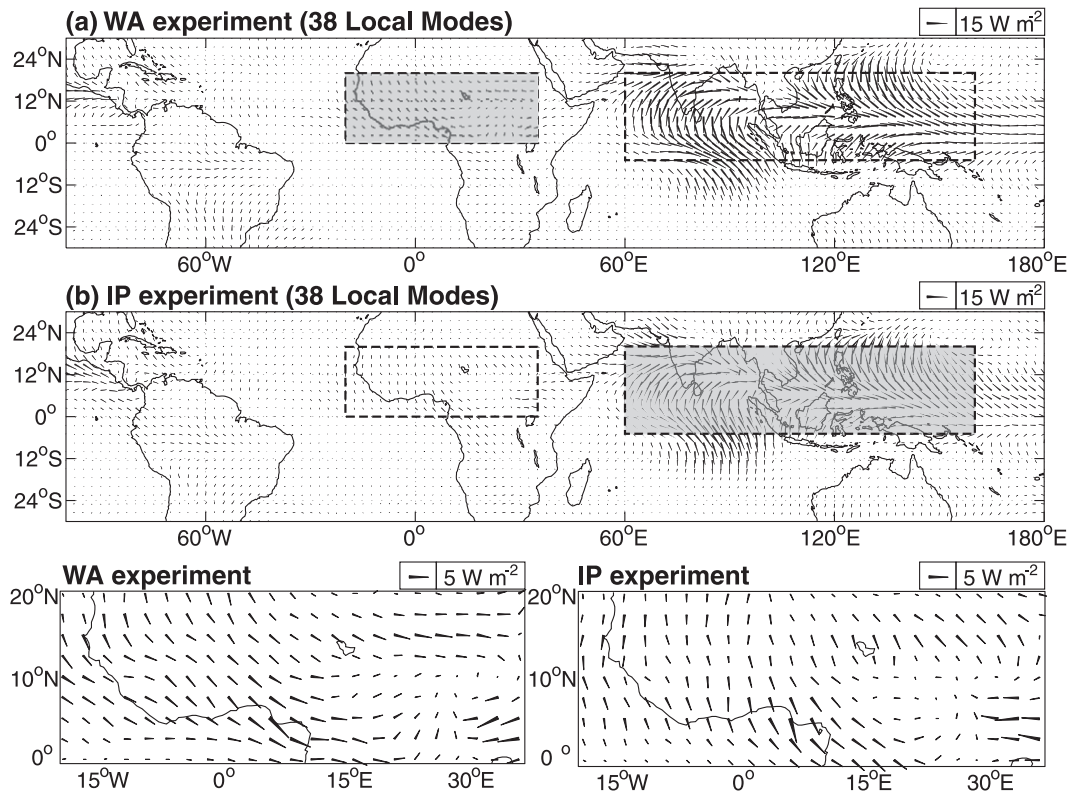 (a) WA experiment (38 Local Modes) 15 W m-2
24°N
12°N
0°
12°S
24°S
60°W 0° 60°E 120°E 180°E
(b) IP experiment (38 Local Modes) 15 W m-2
24°N
12°N
0°
12°S
24°S
60°W 0° 60°E 120°E 180°E
WA experiment 5 W m-2 IP experiment 5 W m-2
20°N 20°N
10°N 10°N
0° 0°
15°W 0° 15°E 30°E 15°W 0° 15°E 30°E